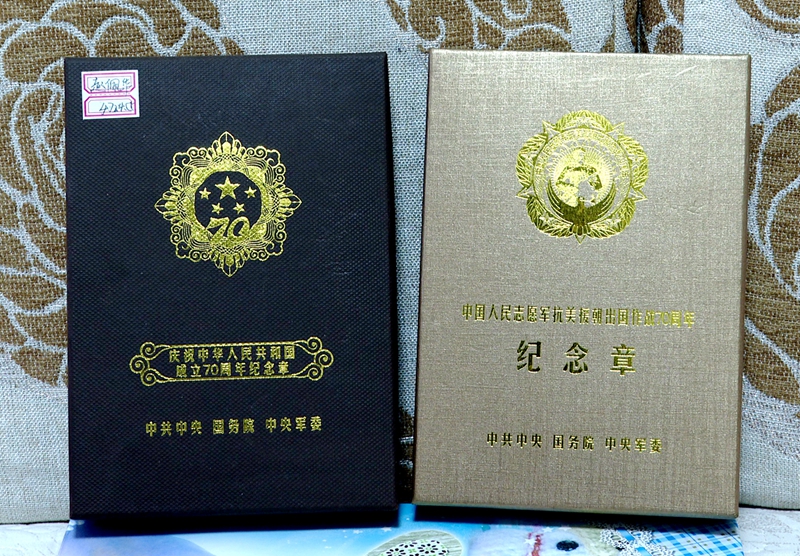 70
庆祝中华人民共和国
成立70周年纪念章
中共中央 国务院 中央军委
中国人民志愿军抗美援朝出国作战70周年
纪念章
中共中央 国务院 中央军委